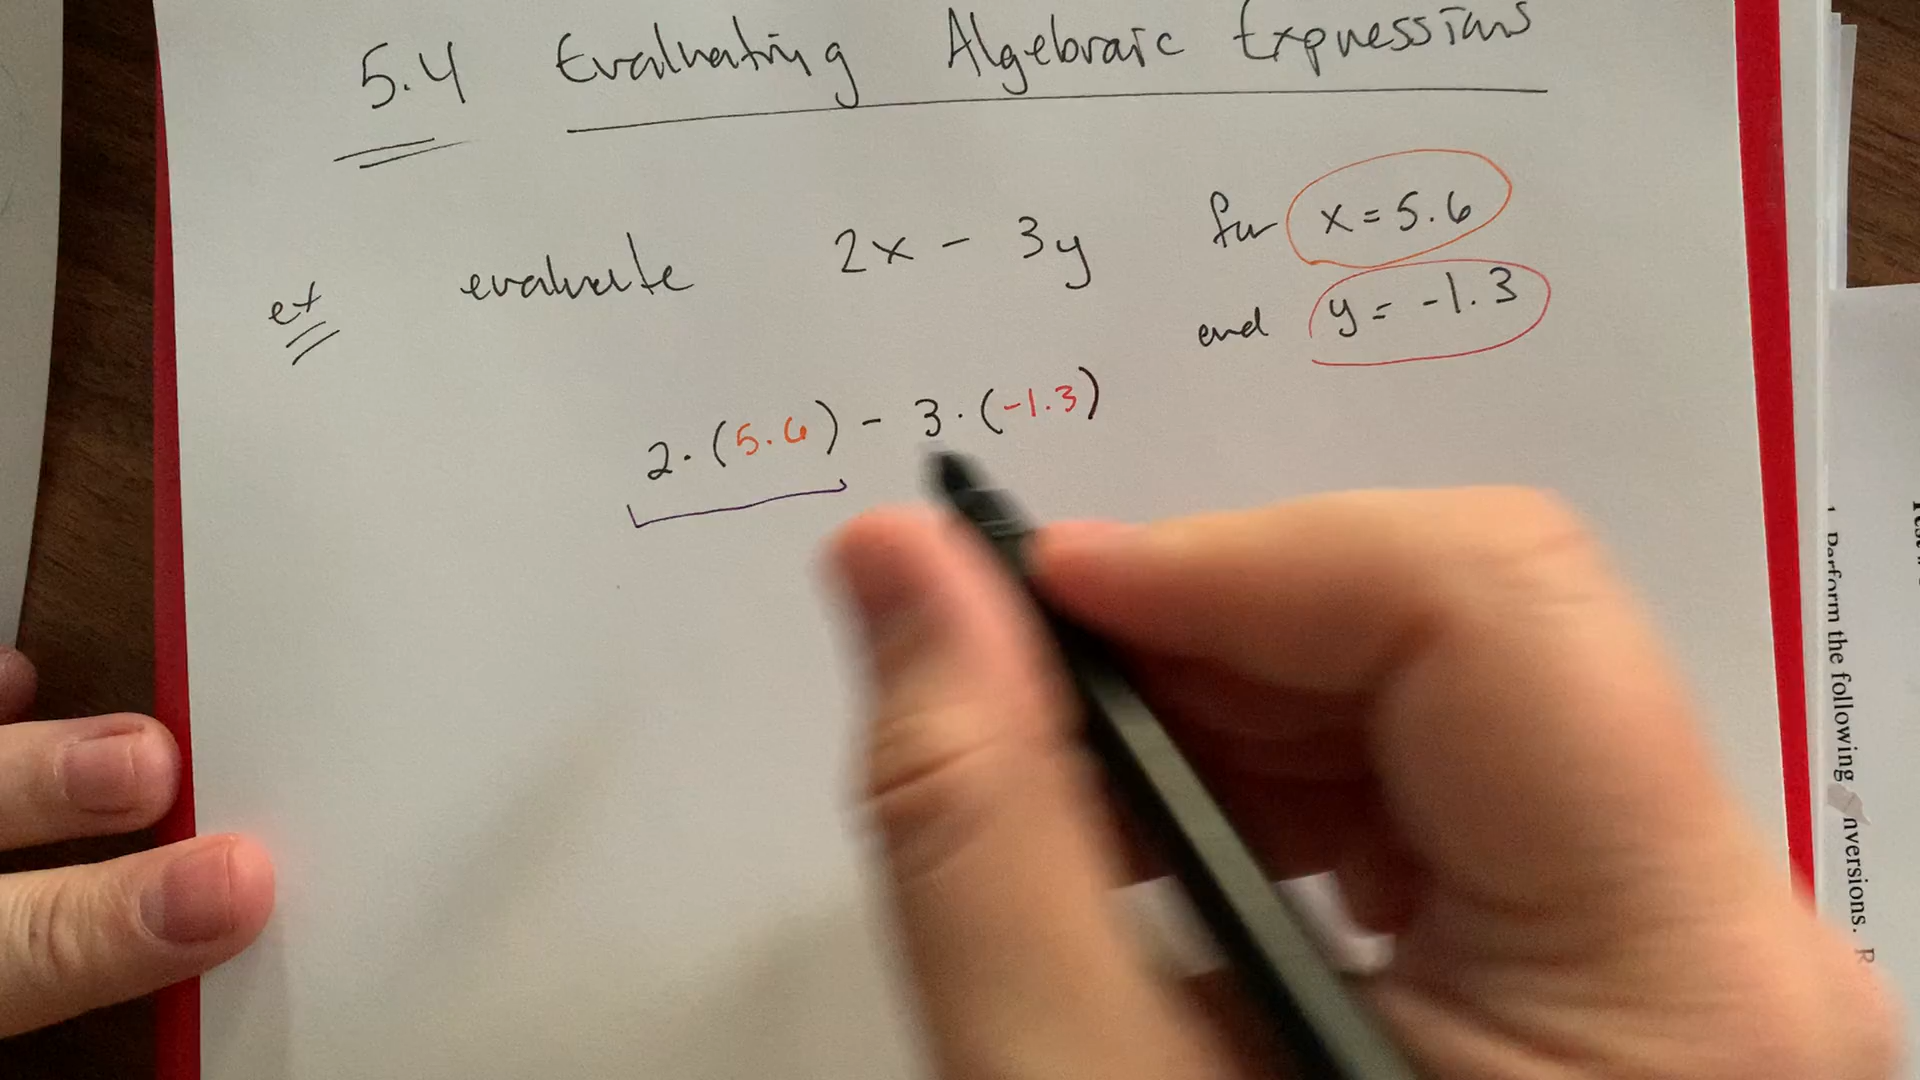 5.4 Evaluating Algebraic Expressions
ex evaluate 2x - 3y for x = 5.6
and y = -1.3
2·(5.6) - 3·(-1.3)
1. Perform the following nversions. R